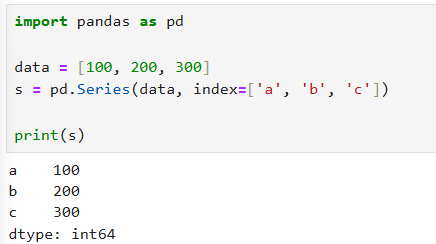 import pandas as pd
data = [100, 200, 300]
s = pd.Series(data, index=['a', 'b', 'c'])
print(s)
a    100
b    200
c    300
dtype: int64